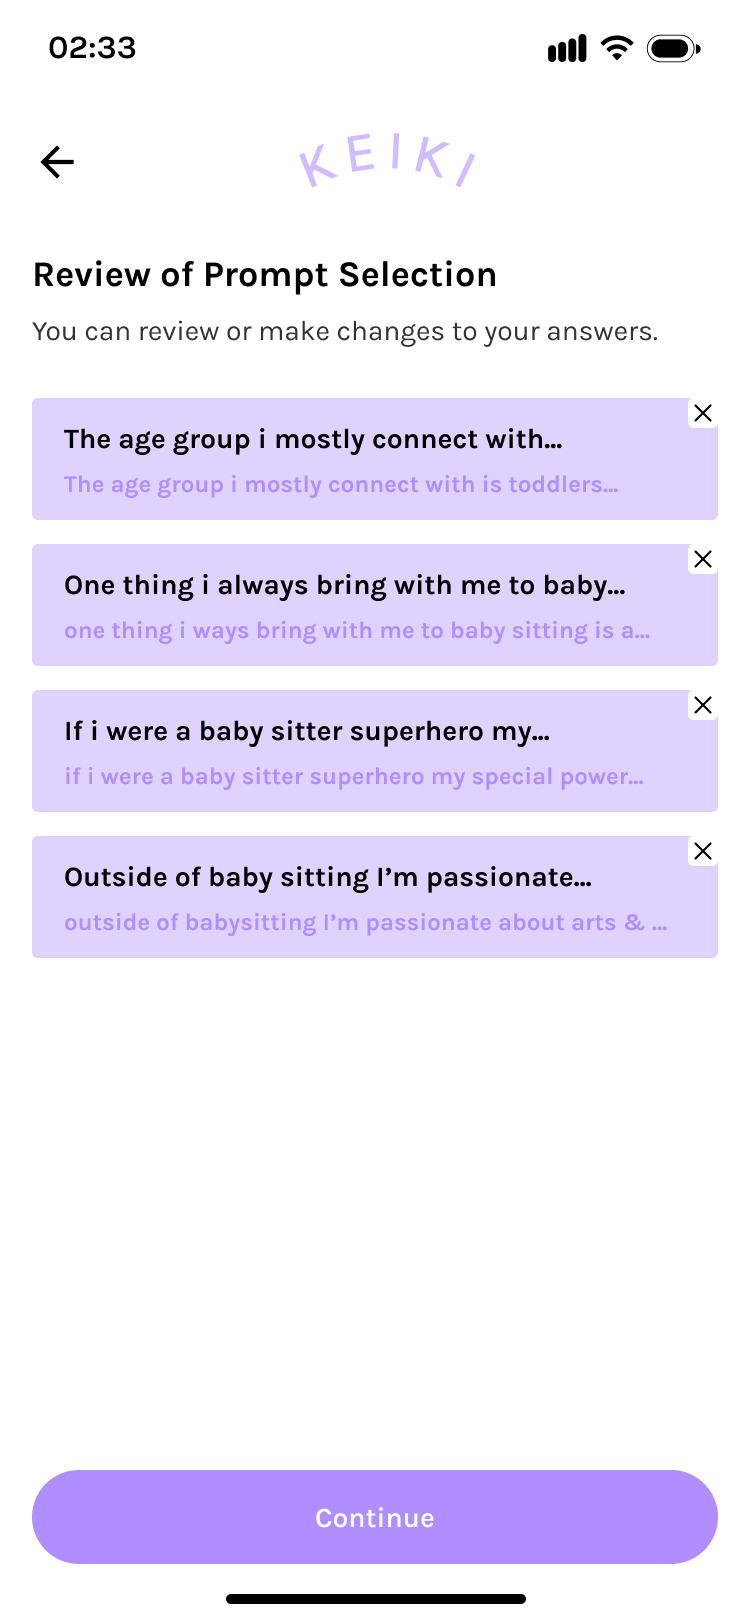 02:33
KEIKI
Review of Prompt Selection
You can review or make changes to your answers.
The age group i mostly connect with...
The age group i mostly connect with is toddlers...
One thing i always bring with me to baby...
one thing i ways bring with me to baby sitting is a...
If i were a baby sitter superhero my...
if i were a baby sitter superhero my special power...
Outside of baby sitting I’m passionate...
outside of babysitting I’m passionate about arts & ...
Continue